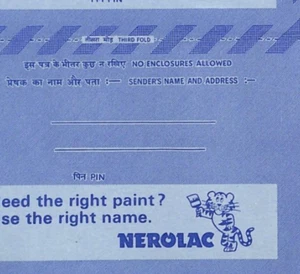 पिन PIN
तीसरा मोड़ THIRD FOLD
इस पत्र के भीतर कुछ न रखिए NO ENCLOSURES ALLOWED
प्रेषक का नाम और पता :— SENDER'S NAME AND ADDRESS :—
पिन PIN
eed the right paint?
se the right name.
NEROLAC